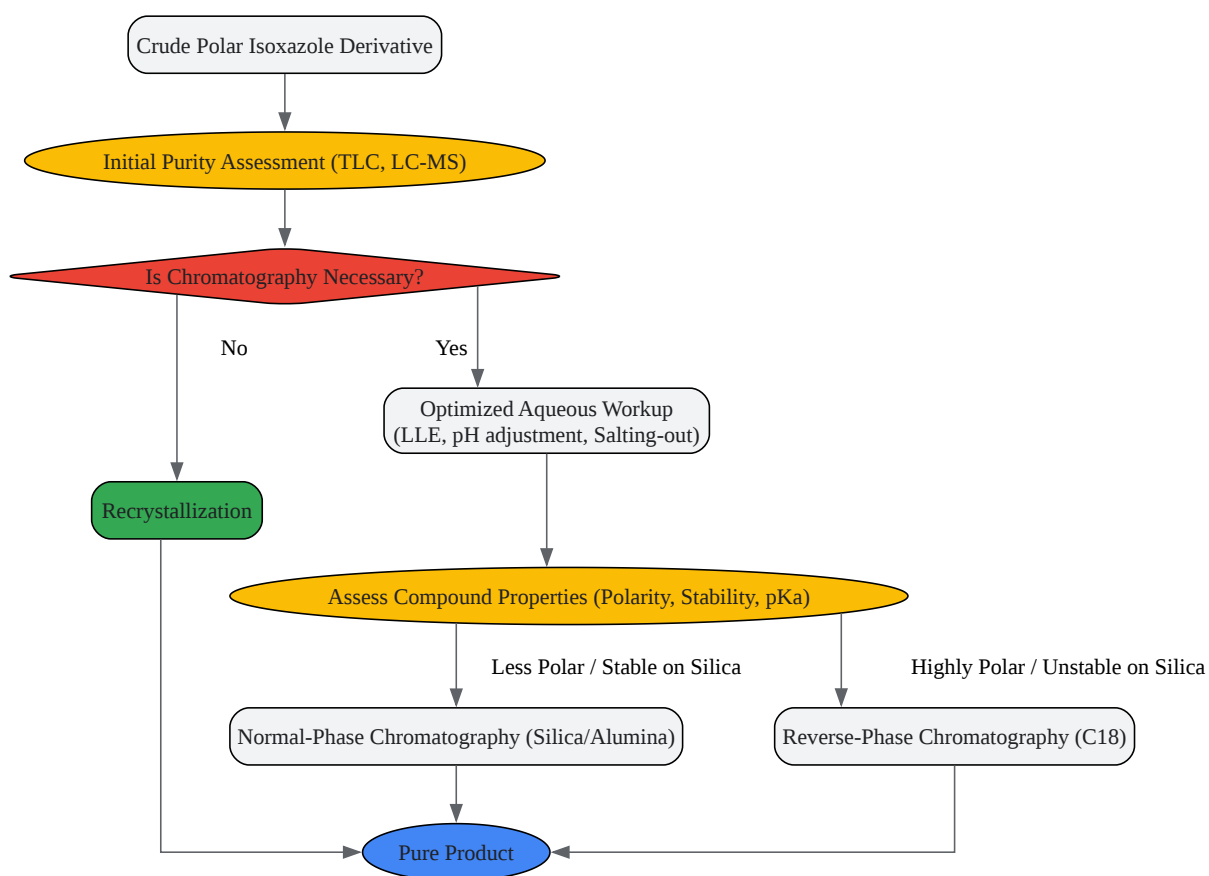 Crude Polar Isoxazole Derivative
Initial Purity Assessment (TLC, LC-MS)
Is Chromatography Necessary?
No
Yes
Optimized Aqueous Workup
(LLE, pH adjustment, Salting-out)
Recrystallization
Assess Compound Properties (Polarity, Stability, pKa)
Less Polar / Stable on Silica
Highly Polar / Unstable on Silica
Normal-Phase Chromatography (Silica/Alumina)
Reverse-Phase Chromatography (C18)
Pure Product